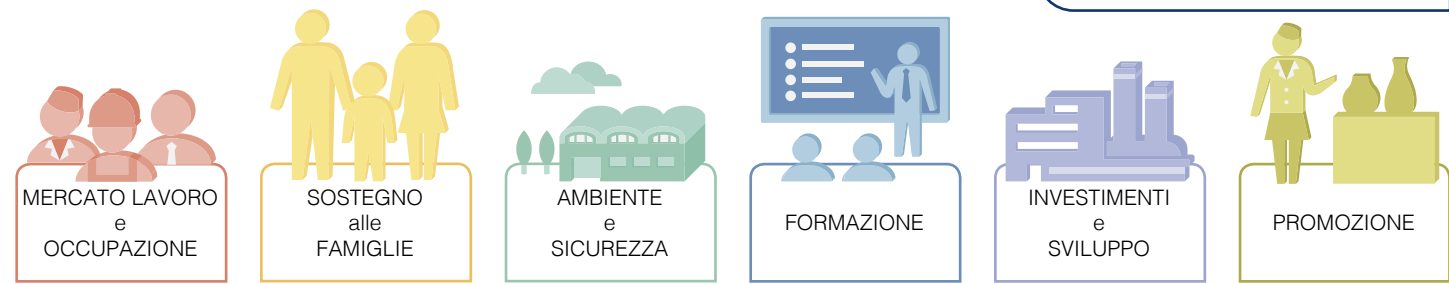 MERCATO LAVORO
e
OCCUPAZIONE
SOSTEGNO
alle
FAMIGLIE
AMBIENTE
e
SICUREZZA
FORMAZIONE
INVESTIMENTI
e
SVILUPPO
PROMOZIONE